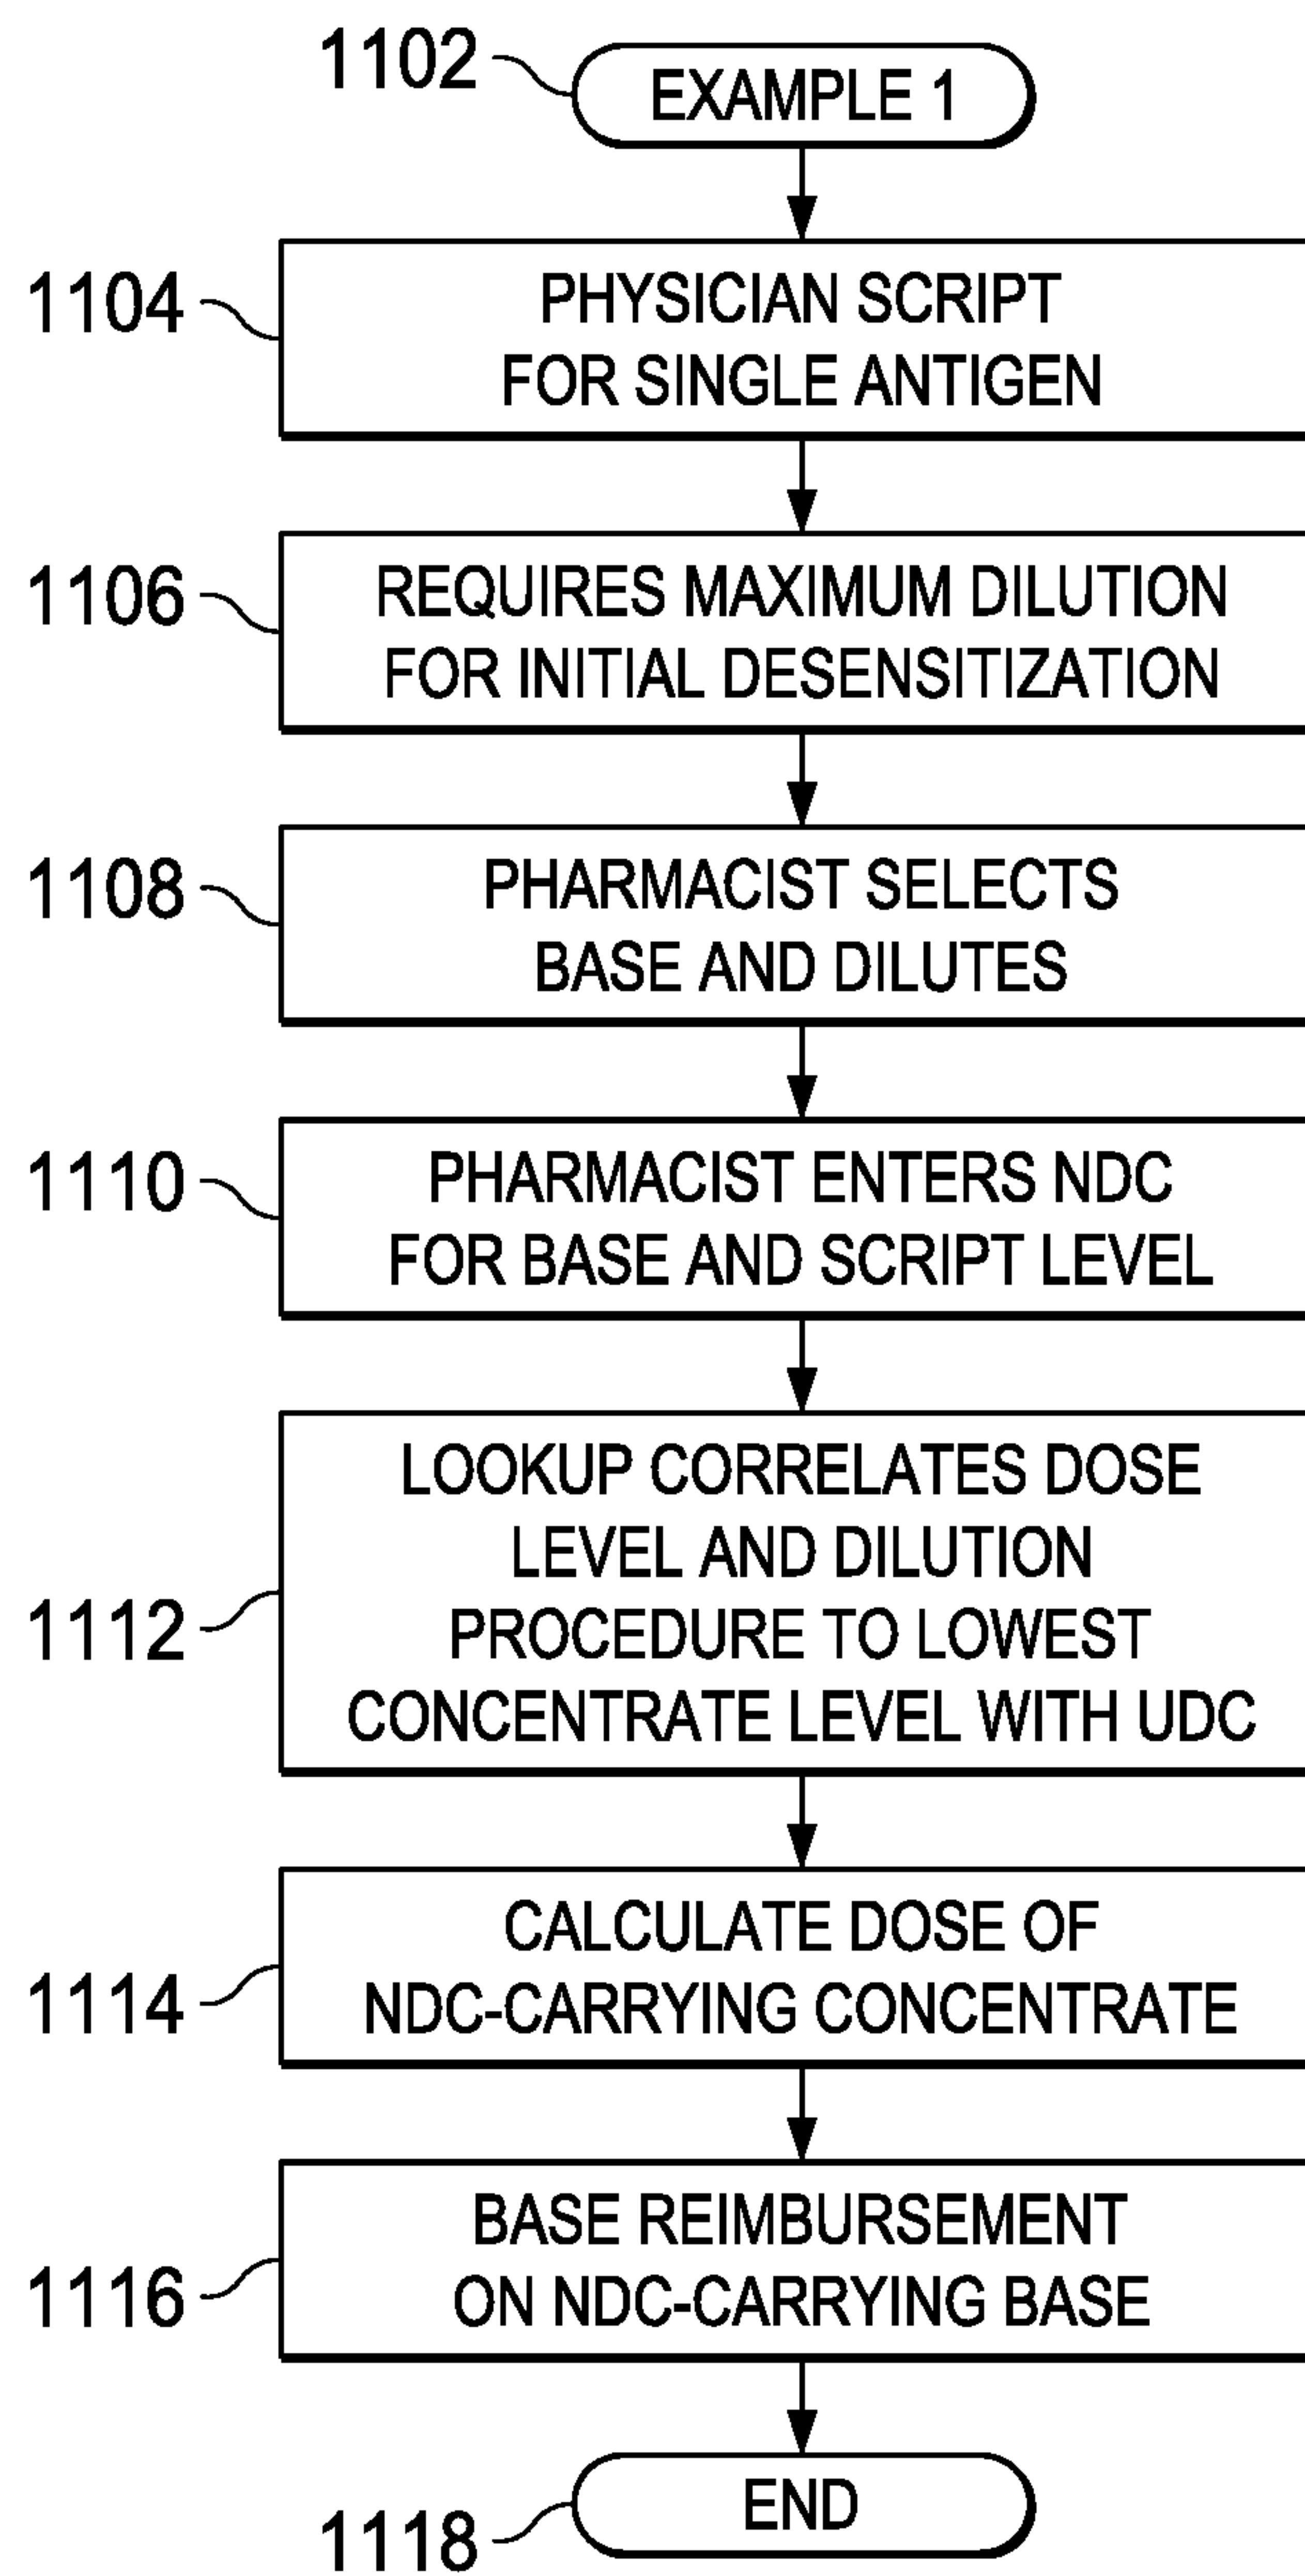 1102
EXAMPLE 1
1104
PHYSICIAN SCRIPT
FOR SINGLE ANTIGEN
1106
REQUIRES MAXIMUM DILUTION
FOR INITIAL DESENSITIZATION
1108
PHARMACIST SELECTS
BASE AND DILUTES
1110
PHARMACIST ENTERS NDC
FOR BASE AND SCRIPT LEVEL
1112
LOOKUP CORRELATES DOSE
LEVEL AND DILUTION
PROCEDURE TO LOWEST
CONCENTRATE LEVEL WITH UDC
1114
CALCULATE DOSE OF
NDC-CARRYING CONCENTRATE
1116
BASE REIMBURSEMENT
ON NDC-CARRYING BASE
1118
END